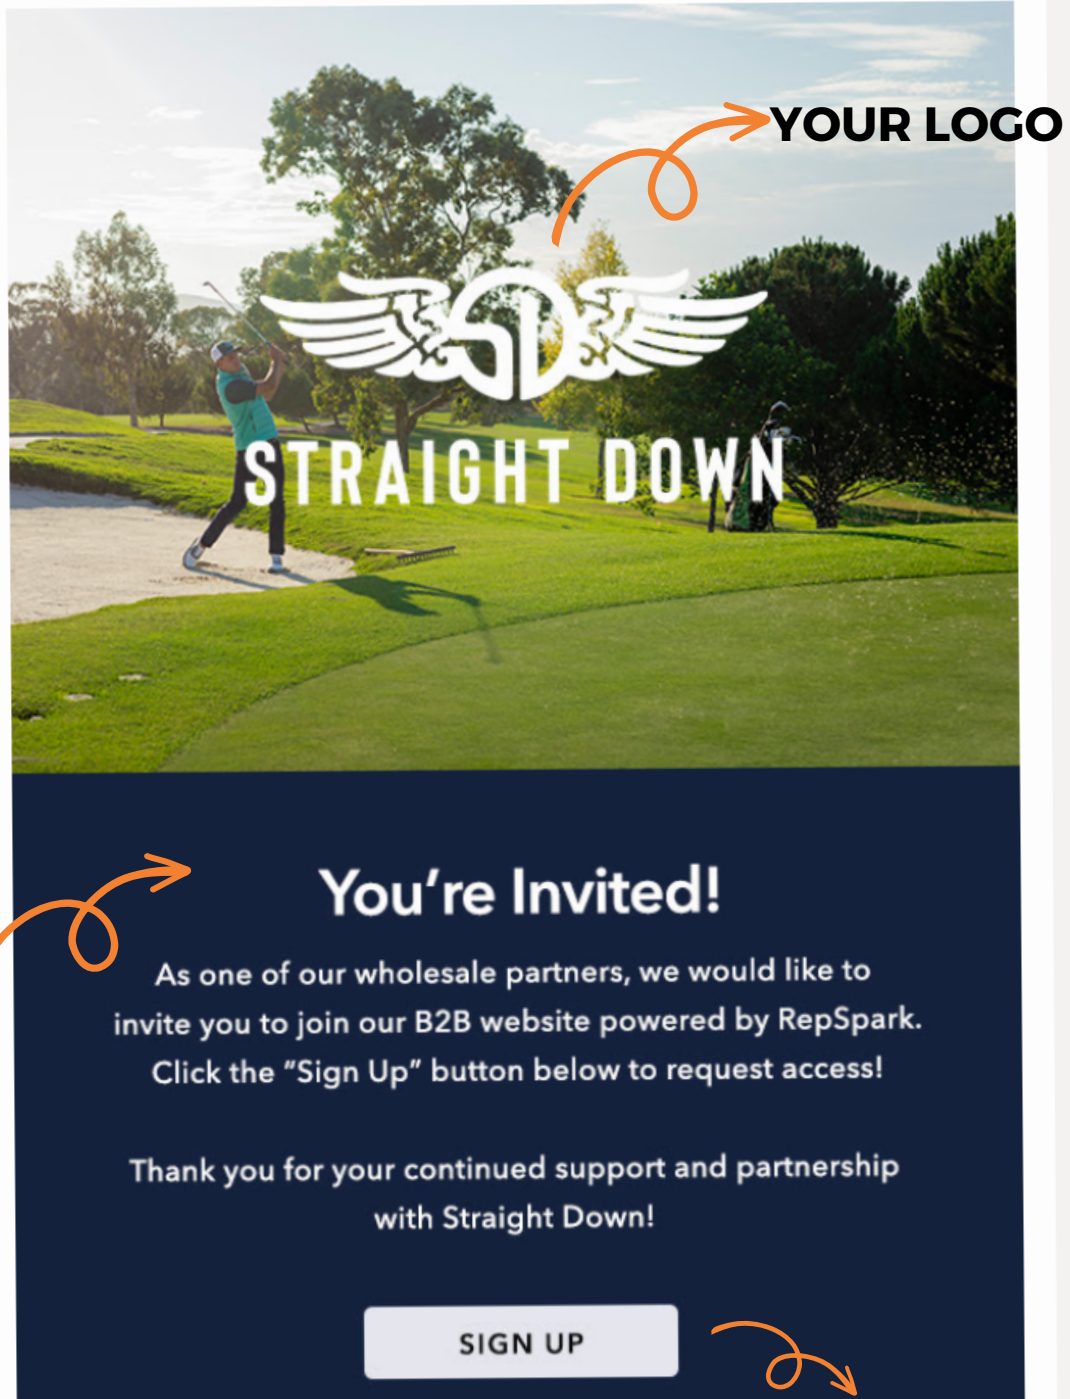 YOUR LOGO
SD
STRAIGHT DOWN
You’re Invited!
As one of our wholesale partners, we would like to
invite you to join our B2B website powered by RepSpark.
Click the “Sign Up” button below to request access!
Thank you for your continued support and partnership
with Straight Down!
SIGN UP